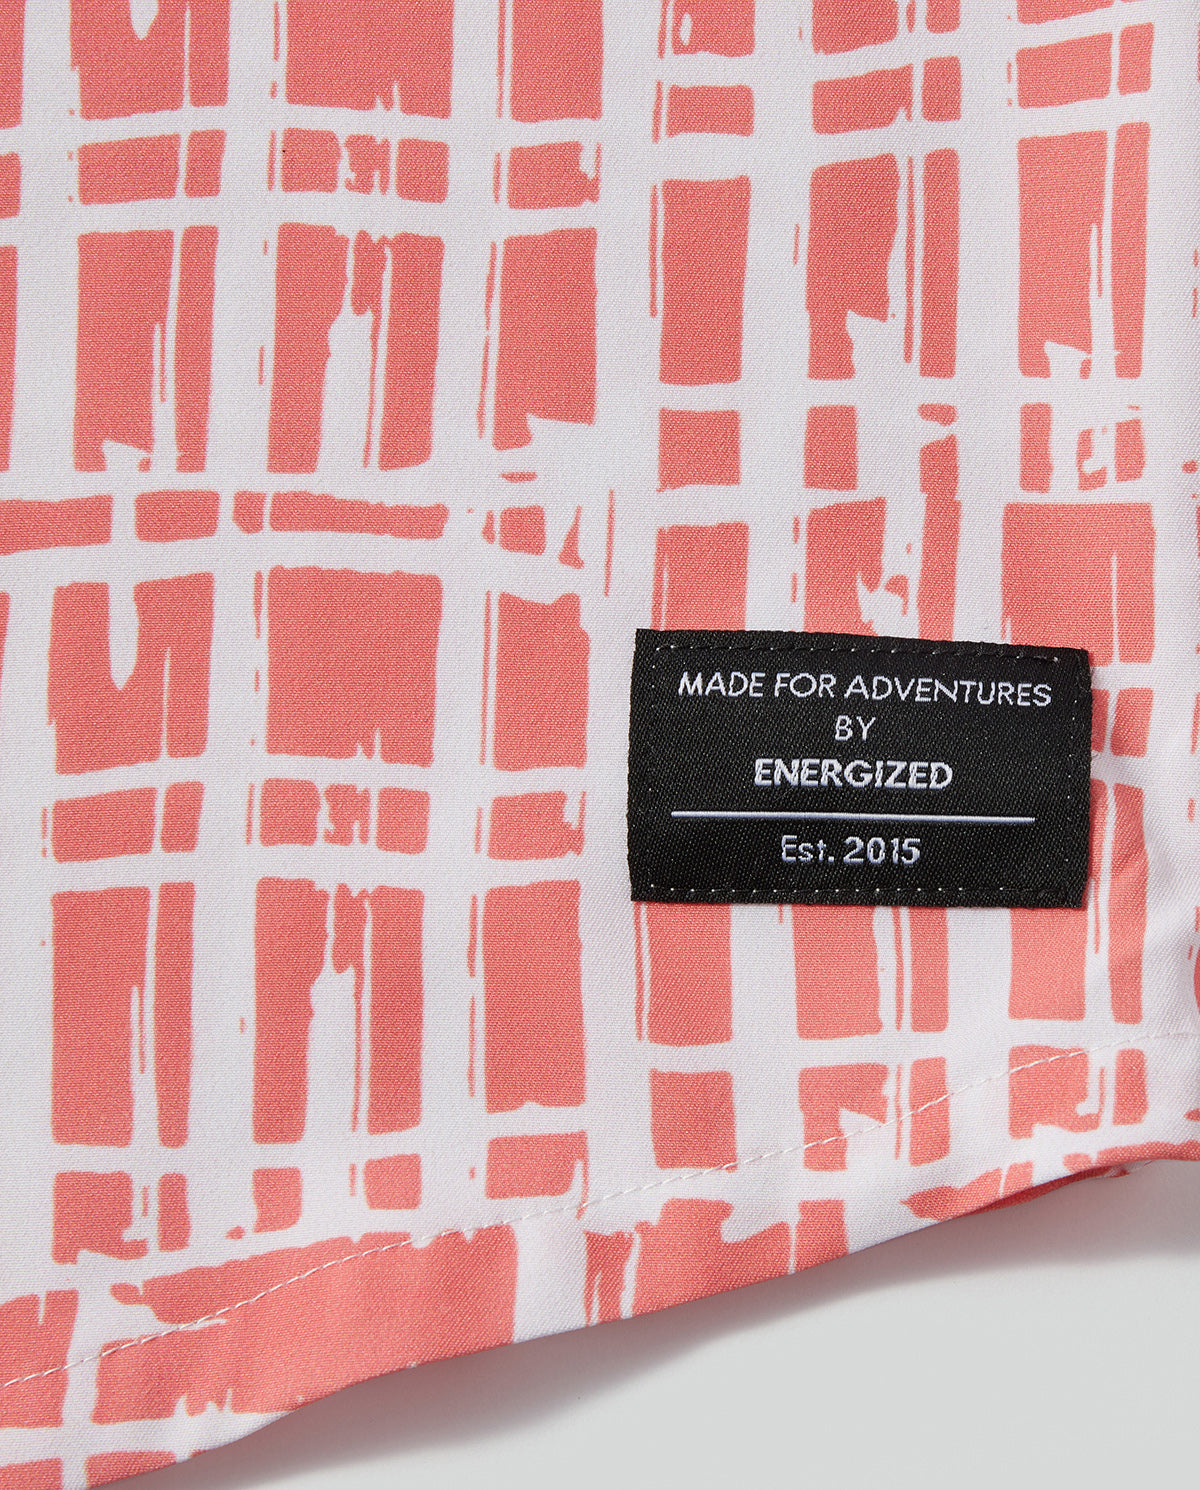 MADE FOR ADVENTURES
BY
ENERGIZED
Est. 2015